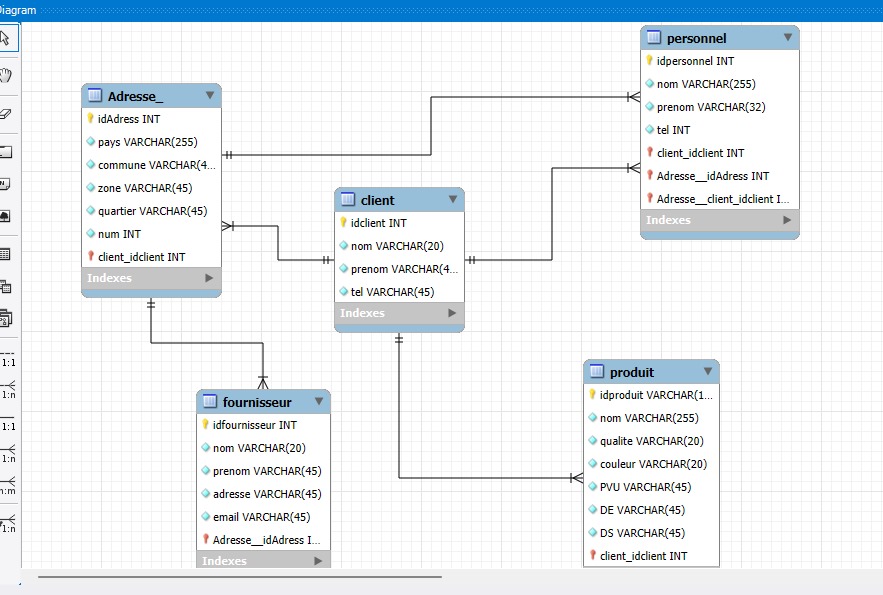 Diagram
Adresse_
idAdress INT
pays VARCHAR(255)
commune VARCHAR(4...
zone VARCHAR(45)
quartier VARCHAR(45)
num INT
client_idclient INT
Indexes
client
idclient INT
nom VARCHAR(20)
prenom VARCHAR(4...
tel VARCHAR(45)
Indexes
personnel
idpersonnel INT
nom VARCHAR(255)
prenom VARCHAR(32)
tel INT
client_idclient INT
Adresse__idAdress INT
Adresse__client_idclient I...
Indexes
fournisseur
idfournisseur INT
nom VARCHAR(20)
prenom VARCHAR(45)
adresse VARCHAR(45)
email VARCHAR(45)
Adresse__idAdress I...
Indexes
produit
idproduit VARCHAR(1...
nom VARCHAR(255)
qualite VARCHAR(20)
couleur VARCHAR(20)
PVU VARCHAR(45)
DE VARCHAR(45)
DS VARCHAR(45)
client_idclient INT
1:1
1:n
1:1
1:n
n:m
1:n